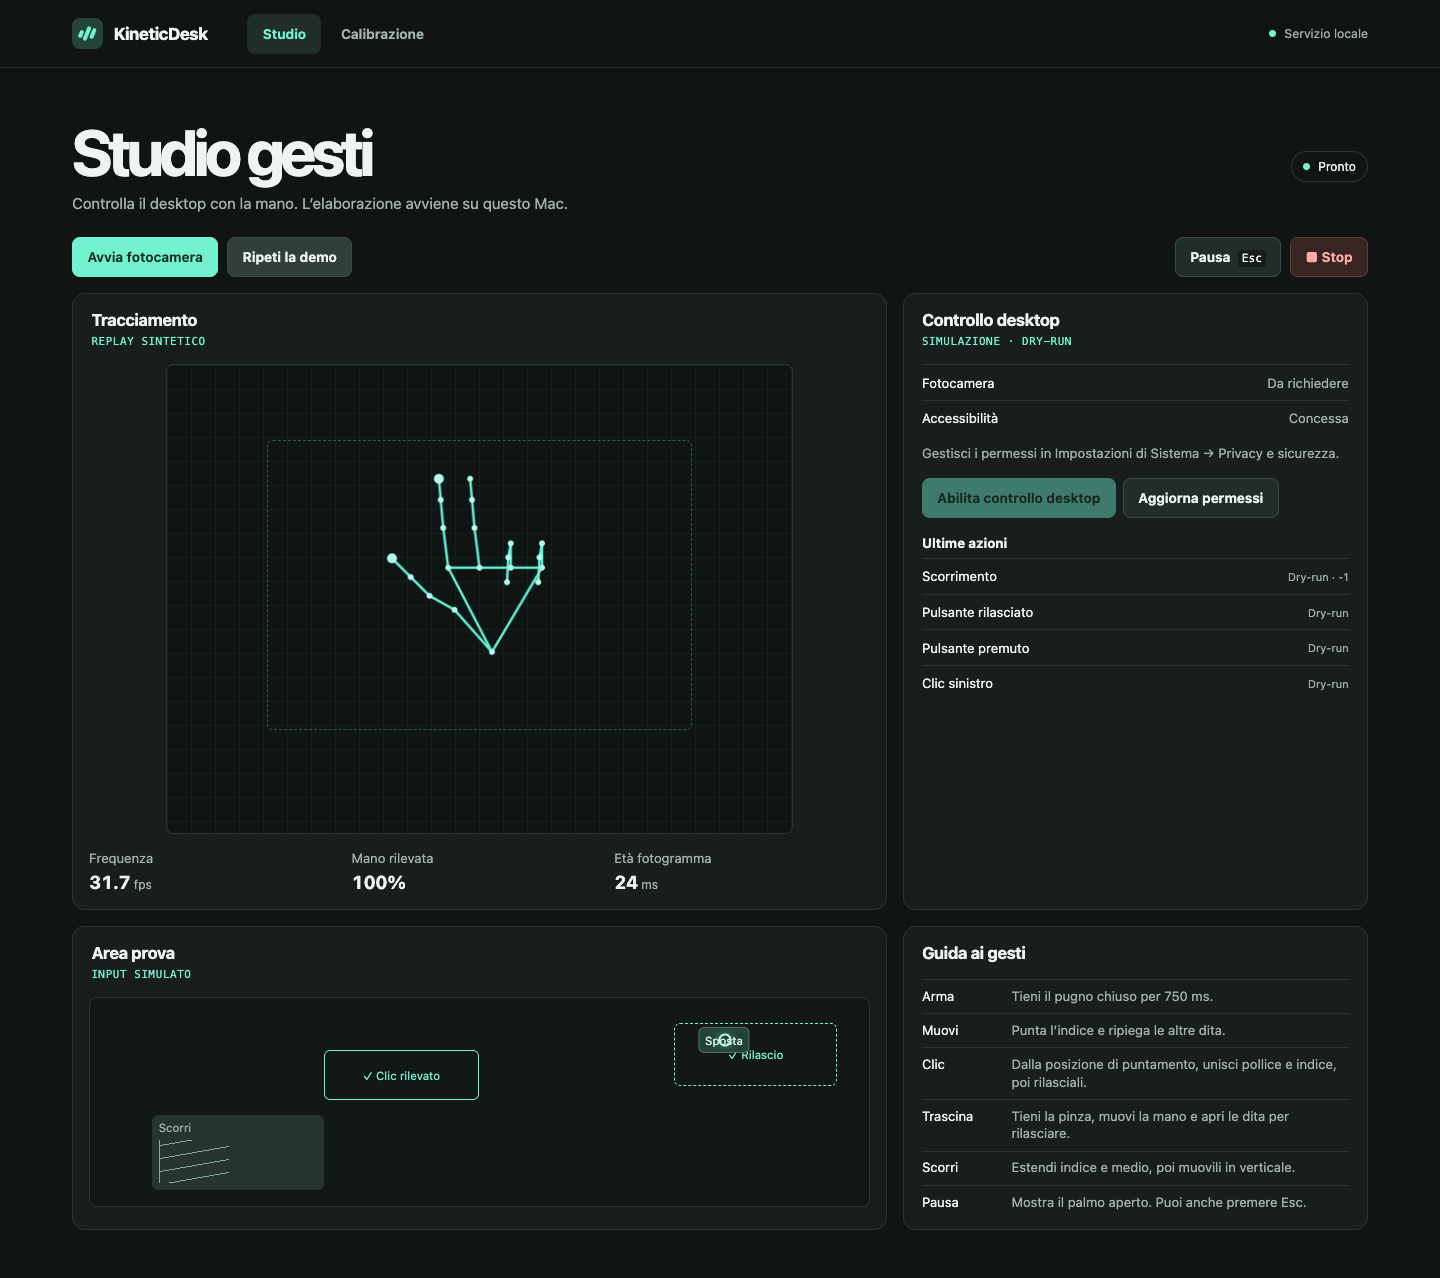 KineticDesk
Studio
Calibrazione
Servizio locale
Studio gesti
Pronto
Controlla il desktop con la mano. L’elaborazione avviene su questo Mac.
Avvia fotocamera
Ripeti la demo
Pausa Esc
Stop
Tracciamento
REPLAY SINTETICO
Frequenza
31.7 fps
Mano rilevata
100%
Età fotogramma
24 ms
Controllo desktop
SIMULAZIONE · DRY-RUN
Fotocamera Da richiedere
Accessibilità Concessa
Gestisci i permessi in Impostazioni di Sistema → Privacy e sicurezza.
Abilita controllo desktop
Aggiorna permessi
Ultime azioni
Scorrimento Dry-run · -1
Pulsante rilasciato Dry-run
Pulsante premuto Dry-run
Clic sinistro Dry-run
Area prova
INPUT SIMULATO
Sposta
✓ Rilascio
✓ Clic rilevato
Scorri
Guida ai gesti
Arma Tieni il pugno chiuso per 750 ms.
Muovi Punta l’indice e ripiega le altre dita.
Clic Dalla posizione di puntamento, unisci pollice e indice,
poi rilasciali.
Trascina Tieni la pinza, muovi la mano e apri le dita per
rilasciare.
Scorri Estendi indice e medio, poi muovili in verticale.
Pausa Mostra il palmo aperto. Puoi anche premere Esc.